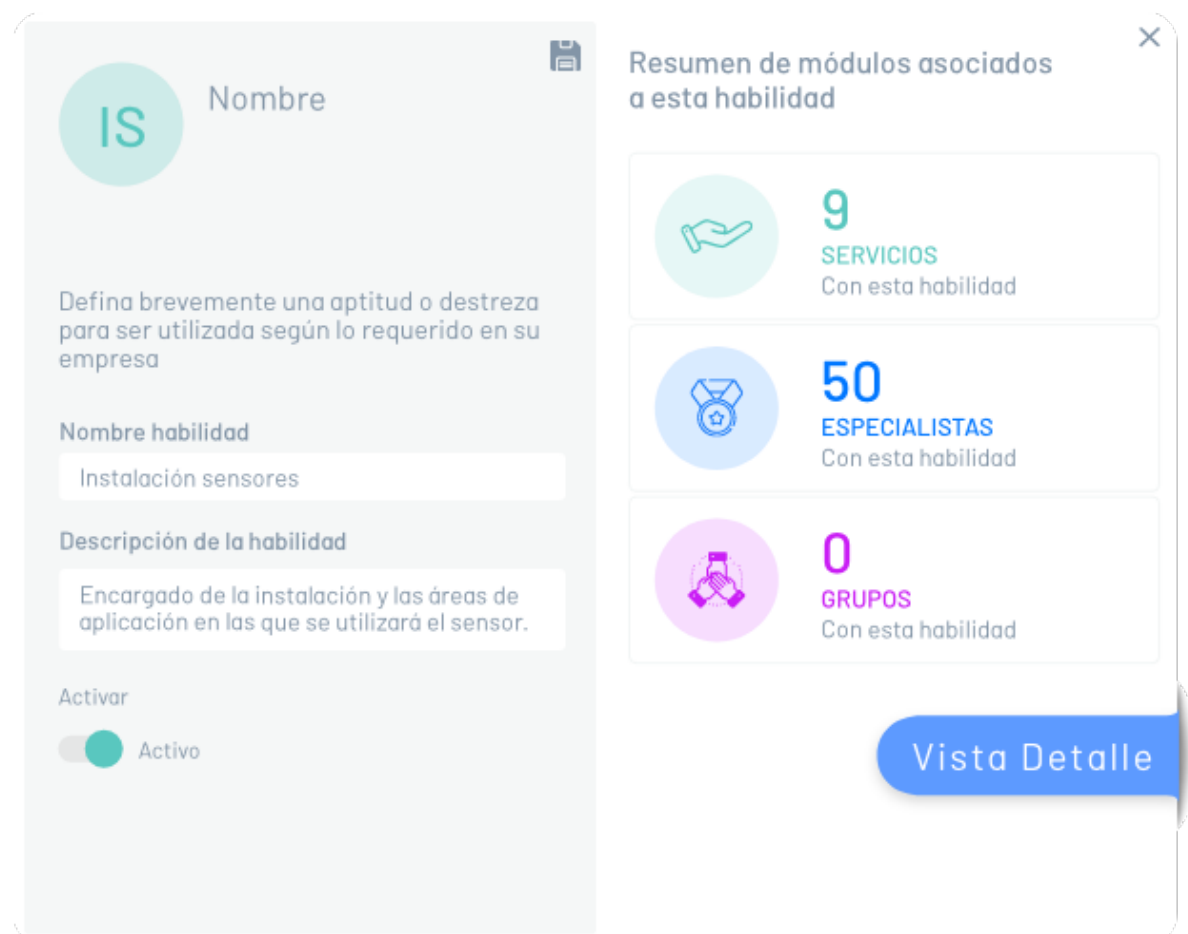 IS
Nombre
Defina brevemente una aptitud o destreza
para ser utilizada según lo requerido en su
empresa
Nombre habilidad
Instalación sensores
Descripción de la habilidad
Encargado de la instalación y las áreas de
aplicación en las que se utilizará el sensor.
Activar
Activo
Resumen de módulos asociados
a esta habilidad
9
SERVICIOS
Con esta habilidad
50
ESPECIALISTAS
Con esta habilidad
0
GRUPOS
Con esta habilidad
Vista Detalle